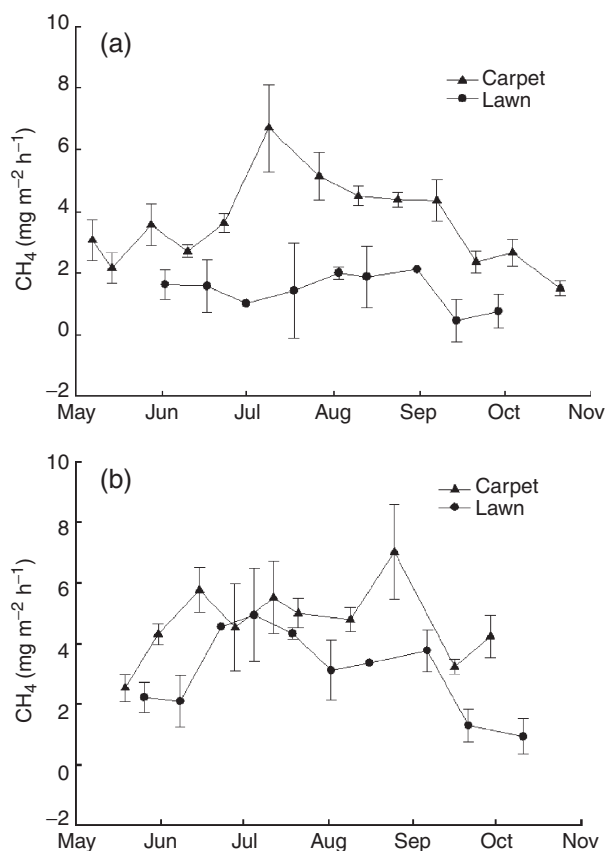 (a)
Carpet
Lawn
CH₄ (mg m⁻² h⁻¹)
10
8
6
4
2
0
−2
May Jun Jul Aug Sep Oct Nov
(b)
Carpet
Lawn
CH₄ (mg m⁻² h⁻¹)
10
8
6
4
2
0
−2
May Jun Jul Aug Sep Oct Nov